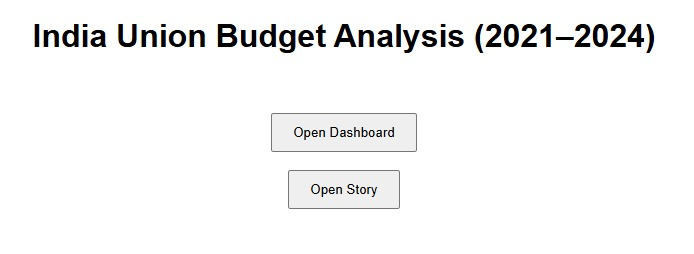 India Union Budget Analysis (2021–2024)
Open Dashboard
Open Story